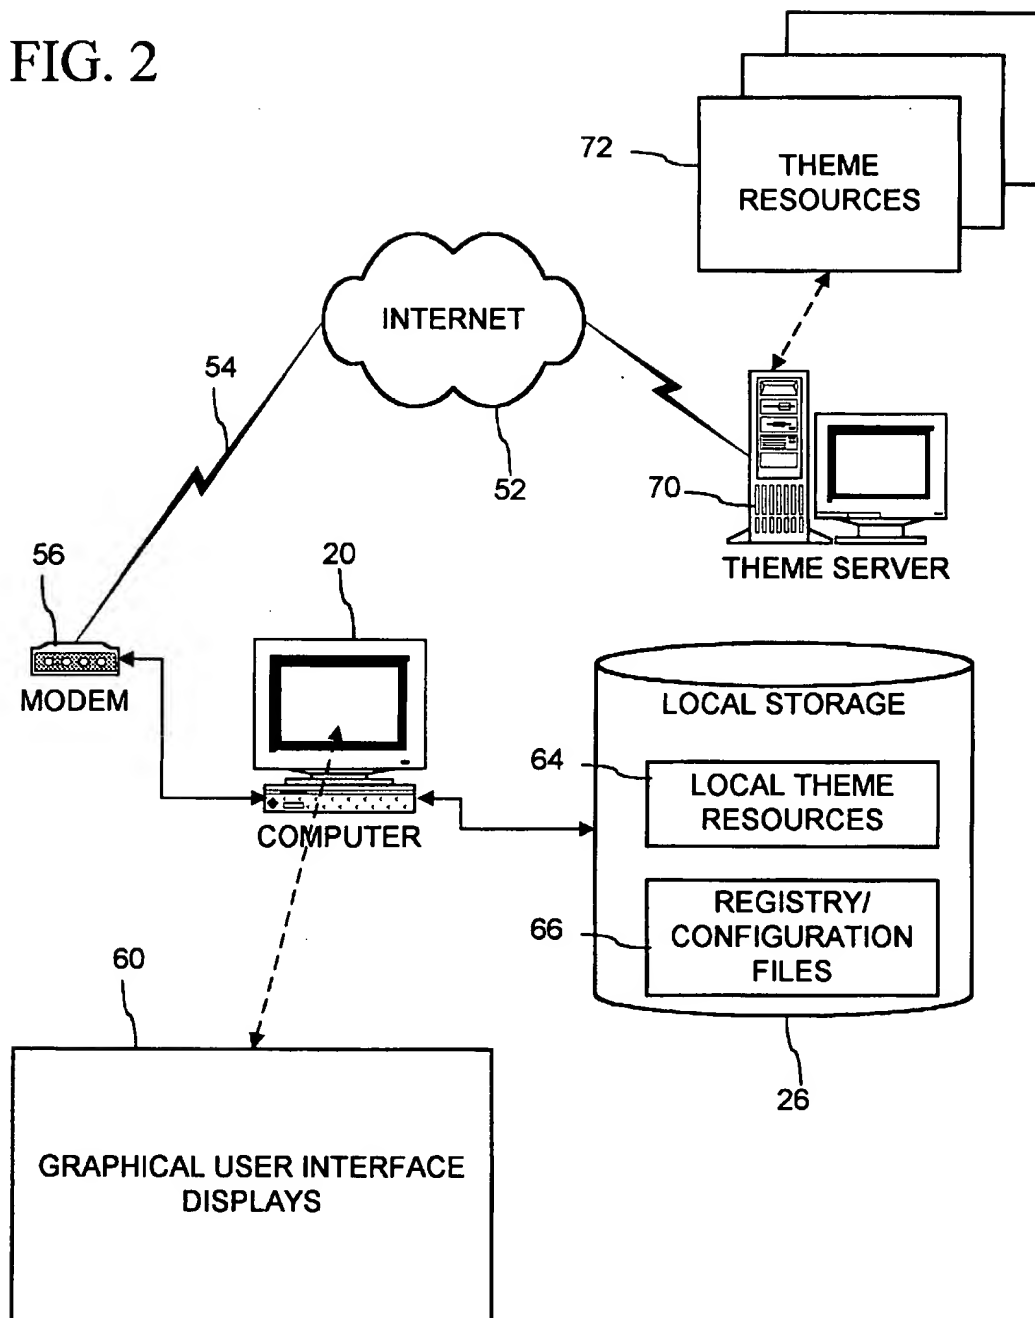 FIG. 2
72
THEME
RESOURCES
INTERNET
54
52
70
THEME SERVER
56
20
MODEM
COMPUTER
LOCAL STORAGE
64
LOCAL THEME
RESOURCES
66
REGISTRY/
CONFIGURATION
FILES
26
60
GRAPHICAL USER INTERFACE
DISPLAYS